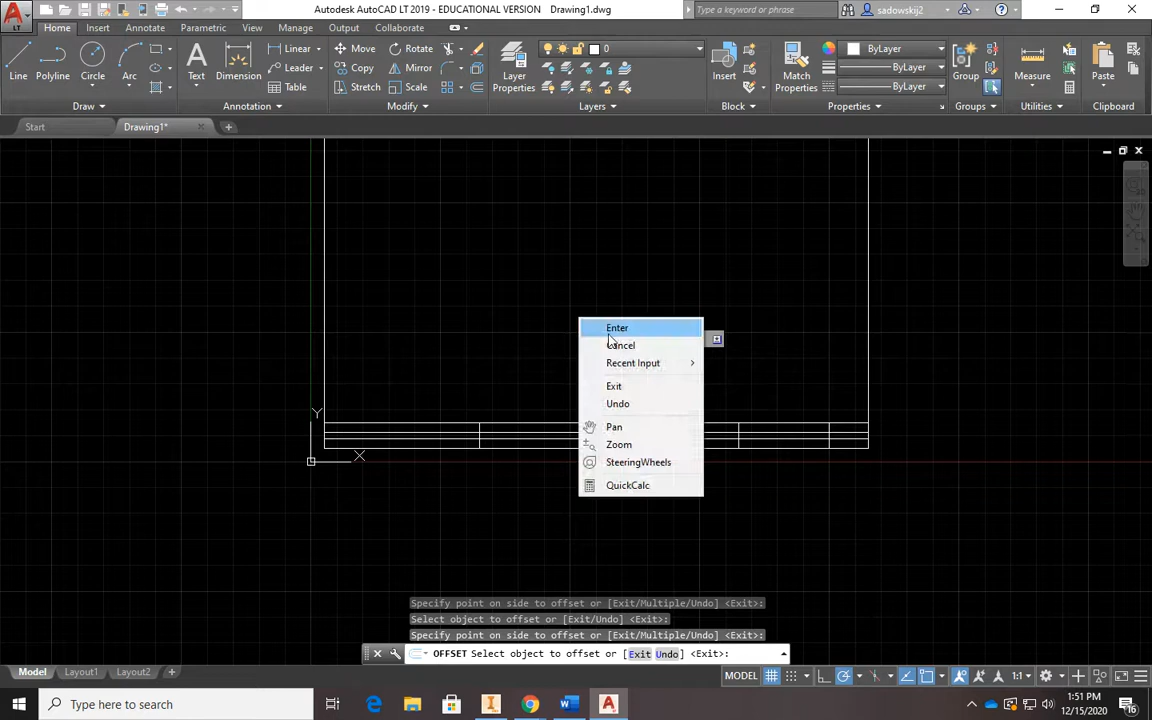 Autodesk AutoCAD LT 2019 - EDUCATIONAL VERSION Drawing1.dwg
Type a keyword or phrase
sadowskij2
Home Insert Annotate Parametric View Manage Output Collaborate
Line Polyline Circle Arc
Text Dimension
Linear
Leader
Table
Move Rotate
Copy Mirror
Stretch Scale
Layer
Properties
0
Insert
Match
Properties
ByLayer
ByLayer
ByLayer
Group
Measure
Paste
Draw Annotation Modify Layers Block Properties Groups Utilities Clipboard
Start Drawing1*
Enter
Cancel
Recent Input
Exit
Undo
Pan
Zoom
SteeringWheels
QuickCalc
Y
X
Specify point on side to offset or [Exit/Multiple/Undo] <Exit>:
Select object to offset or [Exit/Undo] <Exit>:
Specify point on side to offset or [Exit/Multiple/Undo] <Exit>:
OFFSET Select object to offset or [Exit Undo] <Exit>:
Model Layout1 Layout2
MODEL
1:1
Type here to search
1:51 PM
12/15/2020
16